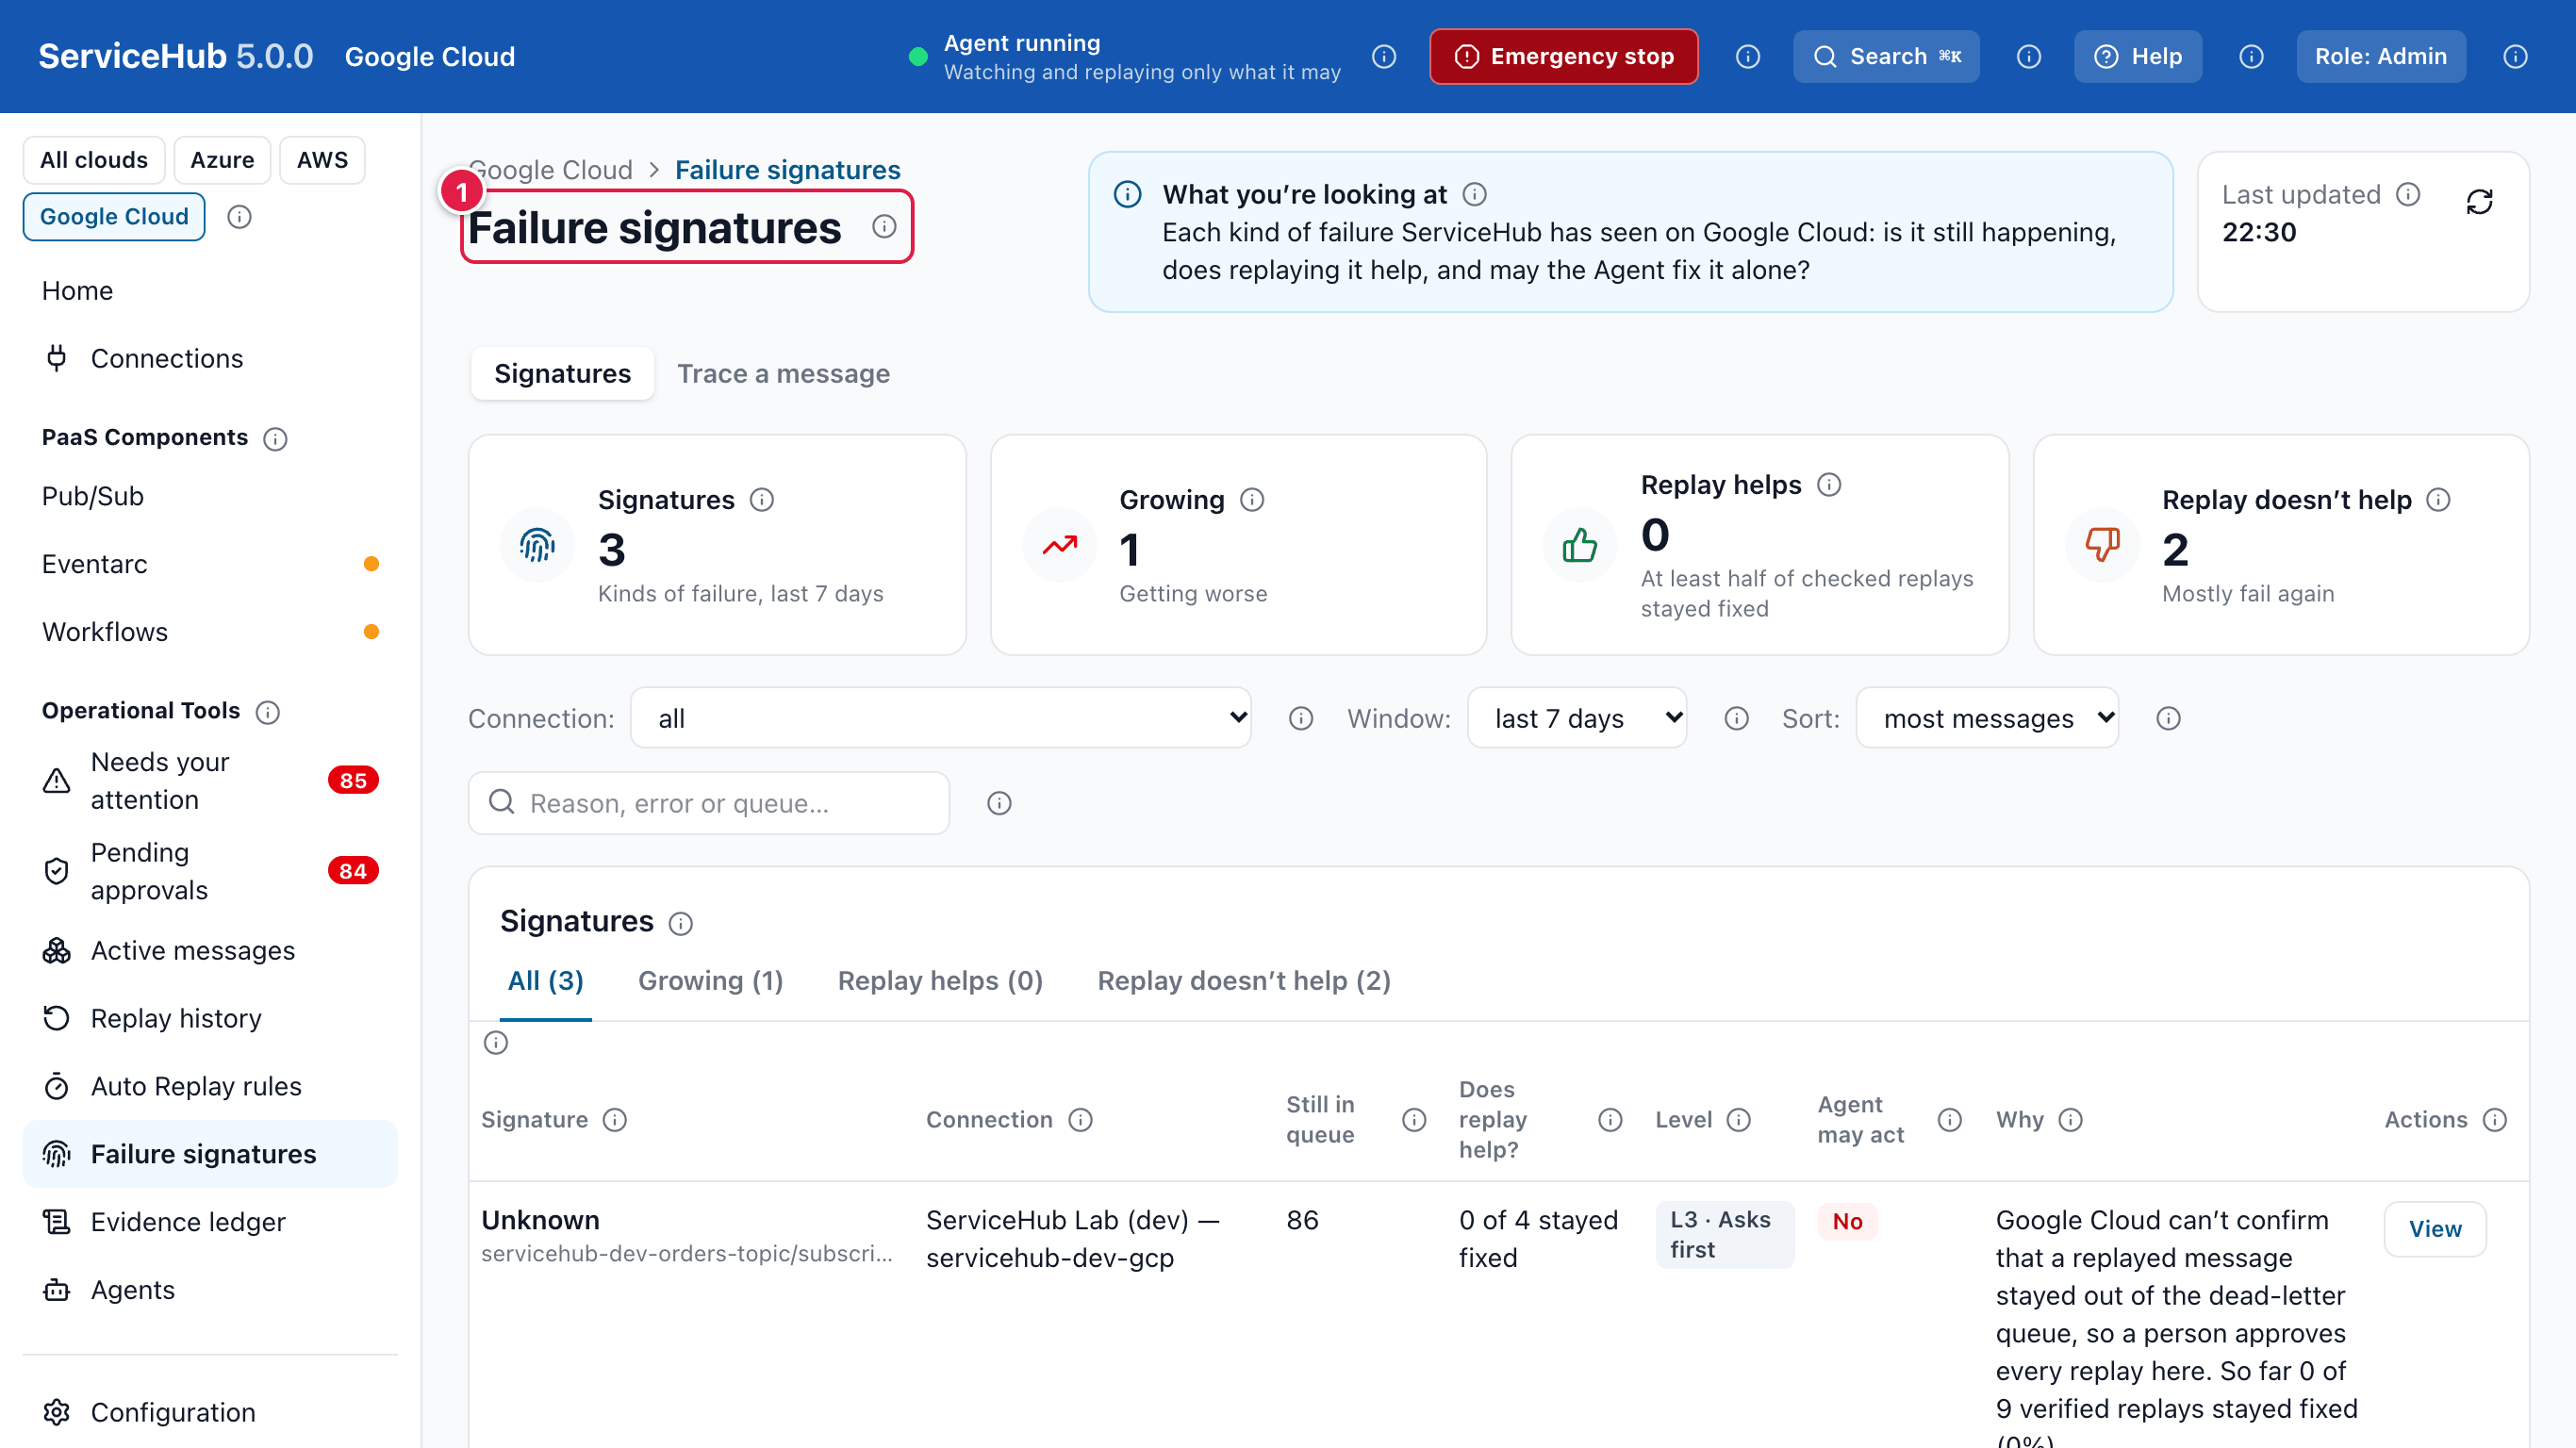 ServiceHub 5.0.0 Google Cloud
Agent running
Watching and replaying only what it may
Emergency stop
Search ⌘K
Help
Role: Admin
All clouds
Azure
AWS
Google Cloud
Home
Connections
PaaS Components
Pub/Sub
Eventarc
Workflows
Operational Tools
Needs your
attention
85
Pending
approvals
84
Active messages
Replay history
Auto Replay rules
Failure signatures
Evidence ledger
Agents
Configuration
Google Cloud > Failure signatures
1
Failure signatures
What you’re looking at
Each kind of failure ServiceHub has seen on Google Cloud: is it still happening,
does replaying it help, and may the Agent fix it alone?
Last updated
22:30
Signatures
Trace a message
Signatures
3
Kinds of failure, last 7 days
Growing
1
Getting worse
Replay helps
0
At least half of checked replays
stayed fixed
Replay doesn’t help
2
Mostly fail again
Connection: all
Window: last 7 days
Sort: most messages
Reason, error or queue...
Signatures
All (3)
Growing (1)
Replay helps (0)
Replay doesn’t help (2)
Signature
Connection
Still in
queue
Does
replay
help?
Level
Agent
may act
Why
Actions
Unknown
servicehub-dev-orders-topic/subscri...
ServiceHub Lab (dev) —
servicehub-dev-gcp
86
0 of 4 stayed
fixed
L3 · Asks
first
No
Google Cloud can’t confirm
that a replayed message
stayed out of the dead-letter
queue, so a person approves
every replay here. So far 0 of
9 verified replays stayed fixed
(0%)
View